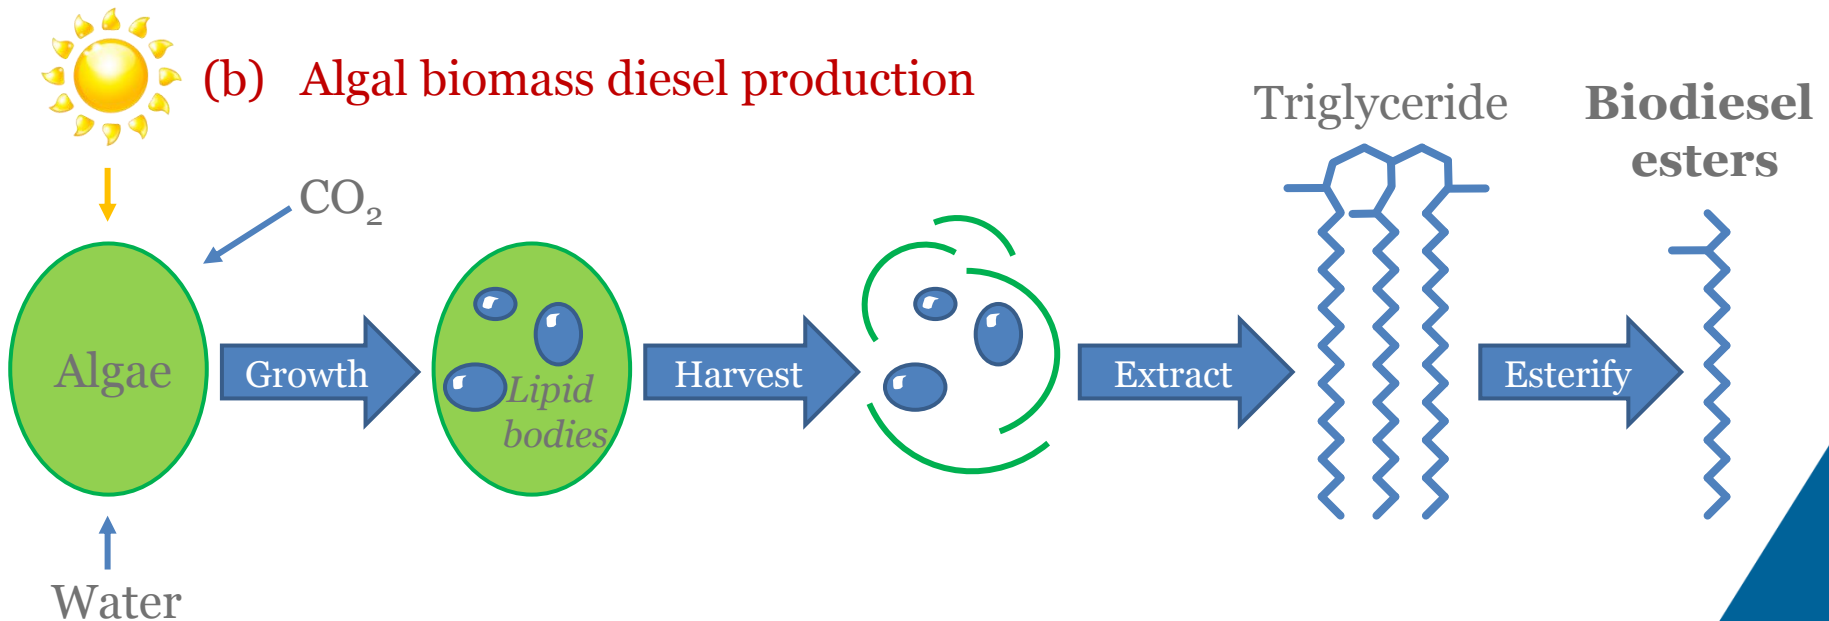 (b) Algal biomass diesel production
Triglyceride
Biodiesel
esters
CO₂
Algae
Growth
Lipid
bodies
Harvest
Extract
Esterify
Water